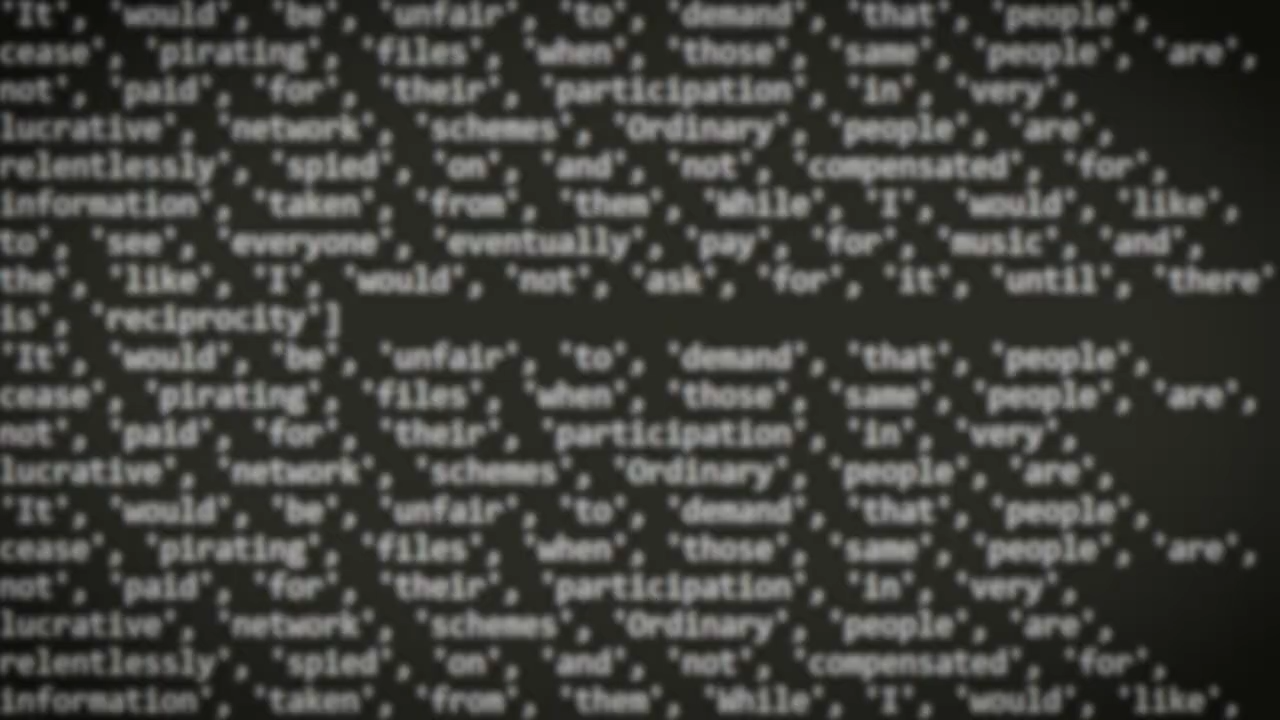 'It', 'would', 'be', 'unfair', 'to', 'demand', 'that', 'people',
cease', 'pirating', 'files', 'when', 'those', 'same', 'people', 'are',
not', 'paid', 'for', 'their', 'participation', 'in', 'very',
lucrative', 'network', 'schemes', 'Ordinary', 'people', 'are',
relentlessly', 'spied', 'on', 'and', 'not', 'compensated', 'for',
information', 'taken', 'from', 'them', 'While', 'I', 'would', 'like',
to', 'see', 'everyone', 'eventually', 'pay', 'for', 'music', 'and',
the', 'like', 'I', 'would', 'not', 'ask', 'for', 'it', 'until', 'there'
is', 'reciprocity']
'It', 'would', 'be', 'unfair', 'to', 'demand', 'that', 'people',
cease', 'pirating', 'files', 'when', 'those', 'same', 'people', 'are',
not', 'paid', 'for', 'their', 'participation', 'in', 'very',
lucrative', 'network', 'schemes', 'Ordinary', 'people', 'are',
'It', 'would', 'be', 'unfair', 'to', 'demand', 'that', 'people',
cease', 'pirating', 'files', 'when', 'those', 'same', 'people', 'are',
not', 'paid', 'for', 'their', 'participation', 'in', 'very',
lucrative', 'network', 'schemes', 'Ordinary', 'people', 'are',
relentlessly', 'spied', 'on', 'and', 'not', 'compensated', 'for',
information', 'taken', 'from', 'them', 'While', 'I', 'would', 'like',